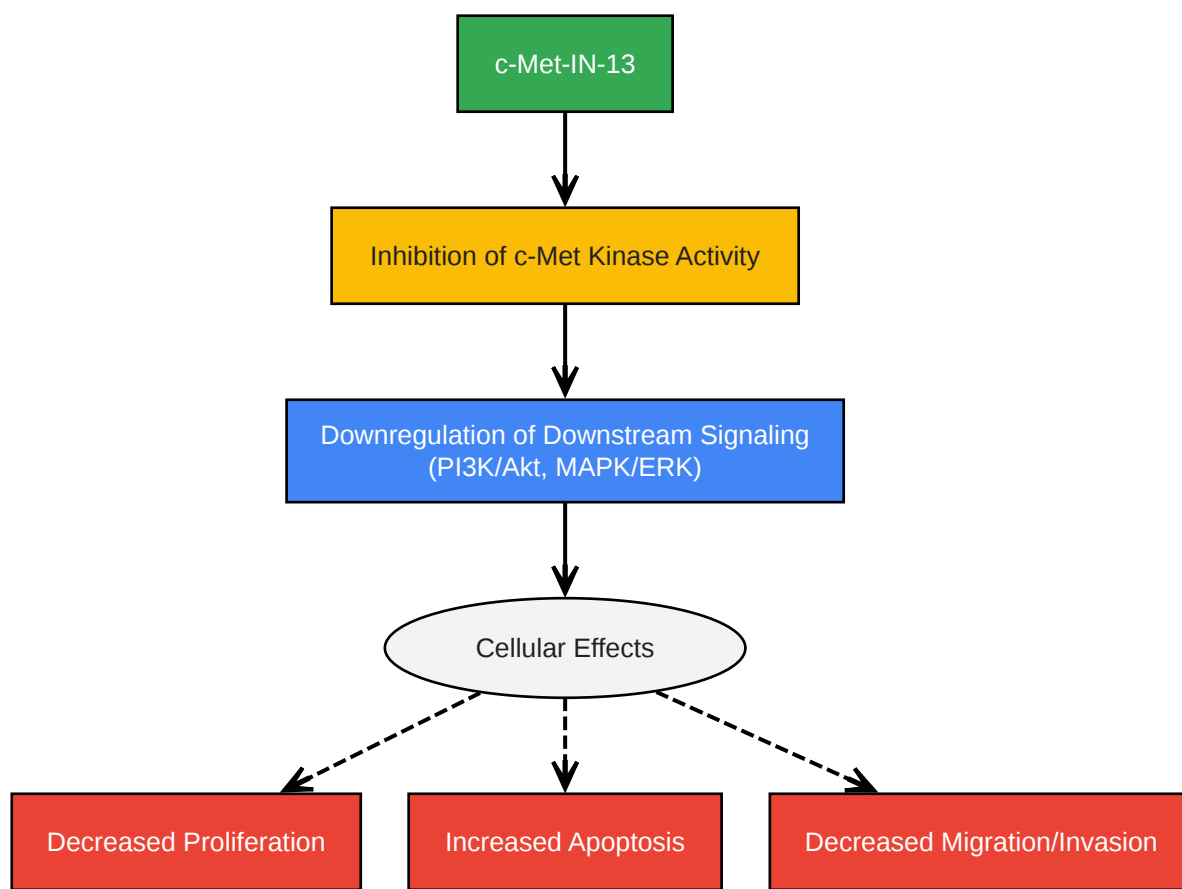 c-Met-IN-13
Inhibition of c-Met Kinase Activity
Downregulation of Downstream Signaling
(PI3K/Akt, MAPK/ERK)
Cellular Effects
Decreased Proliferation
Increased Apoptosis
Decreased Migration/Invasion